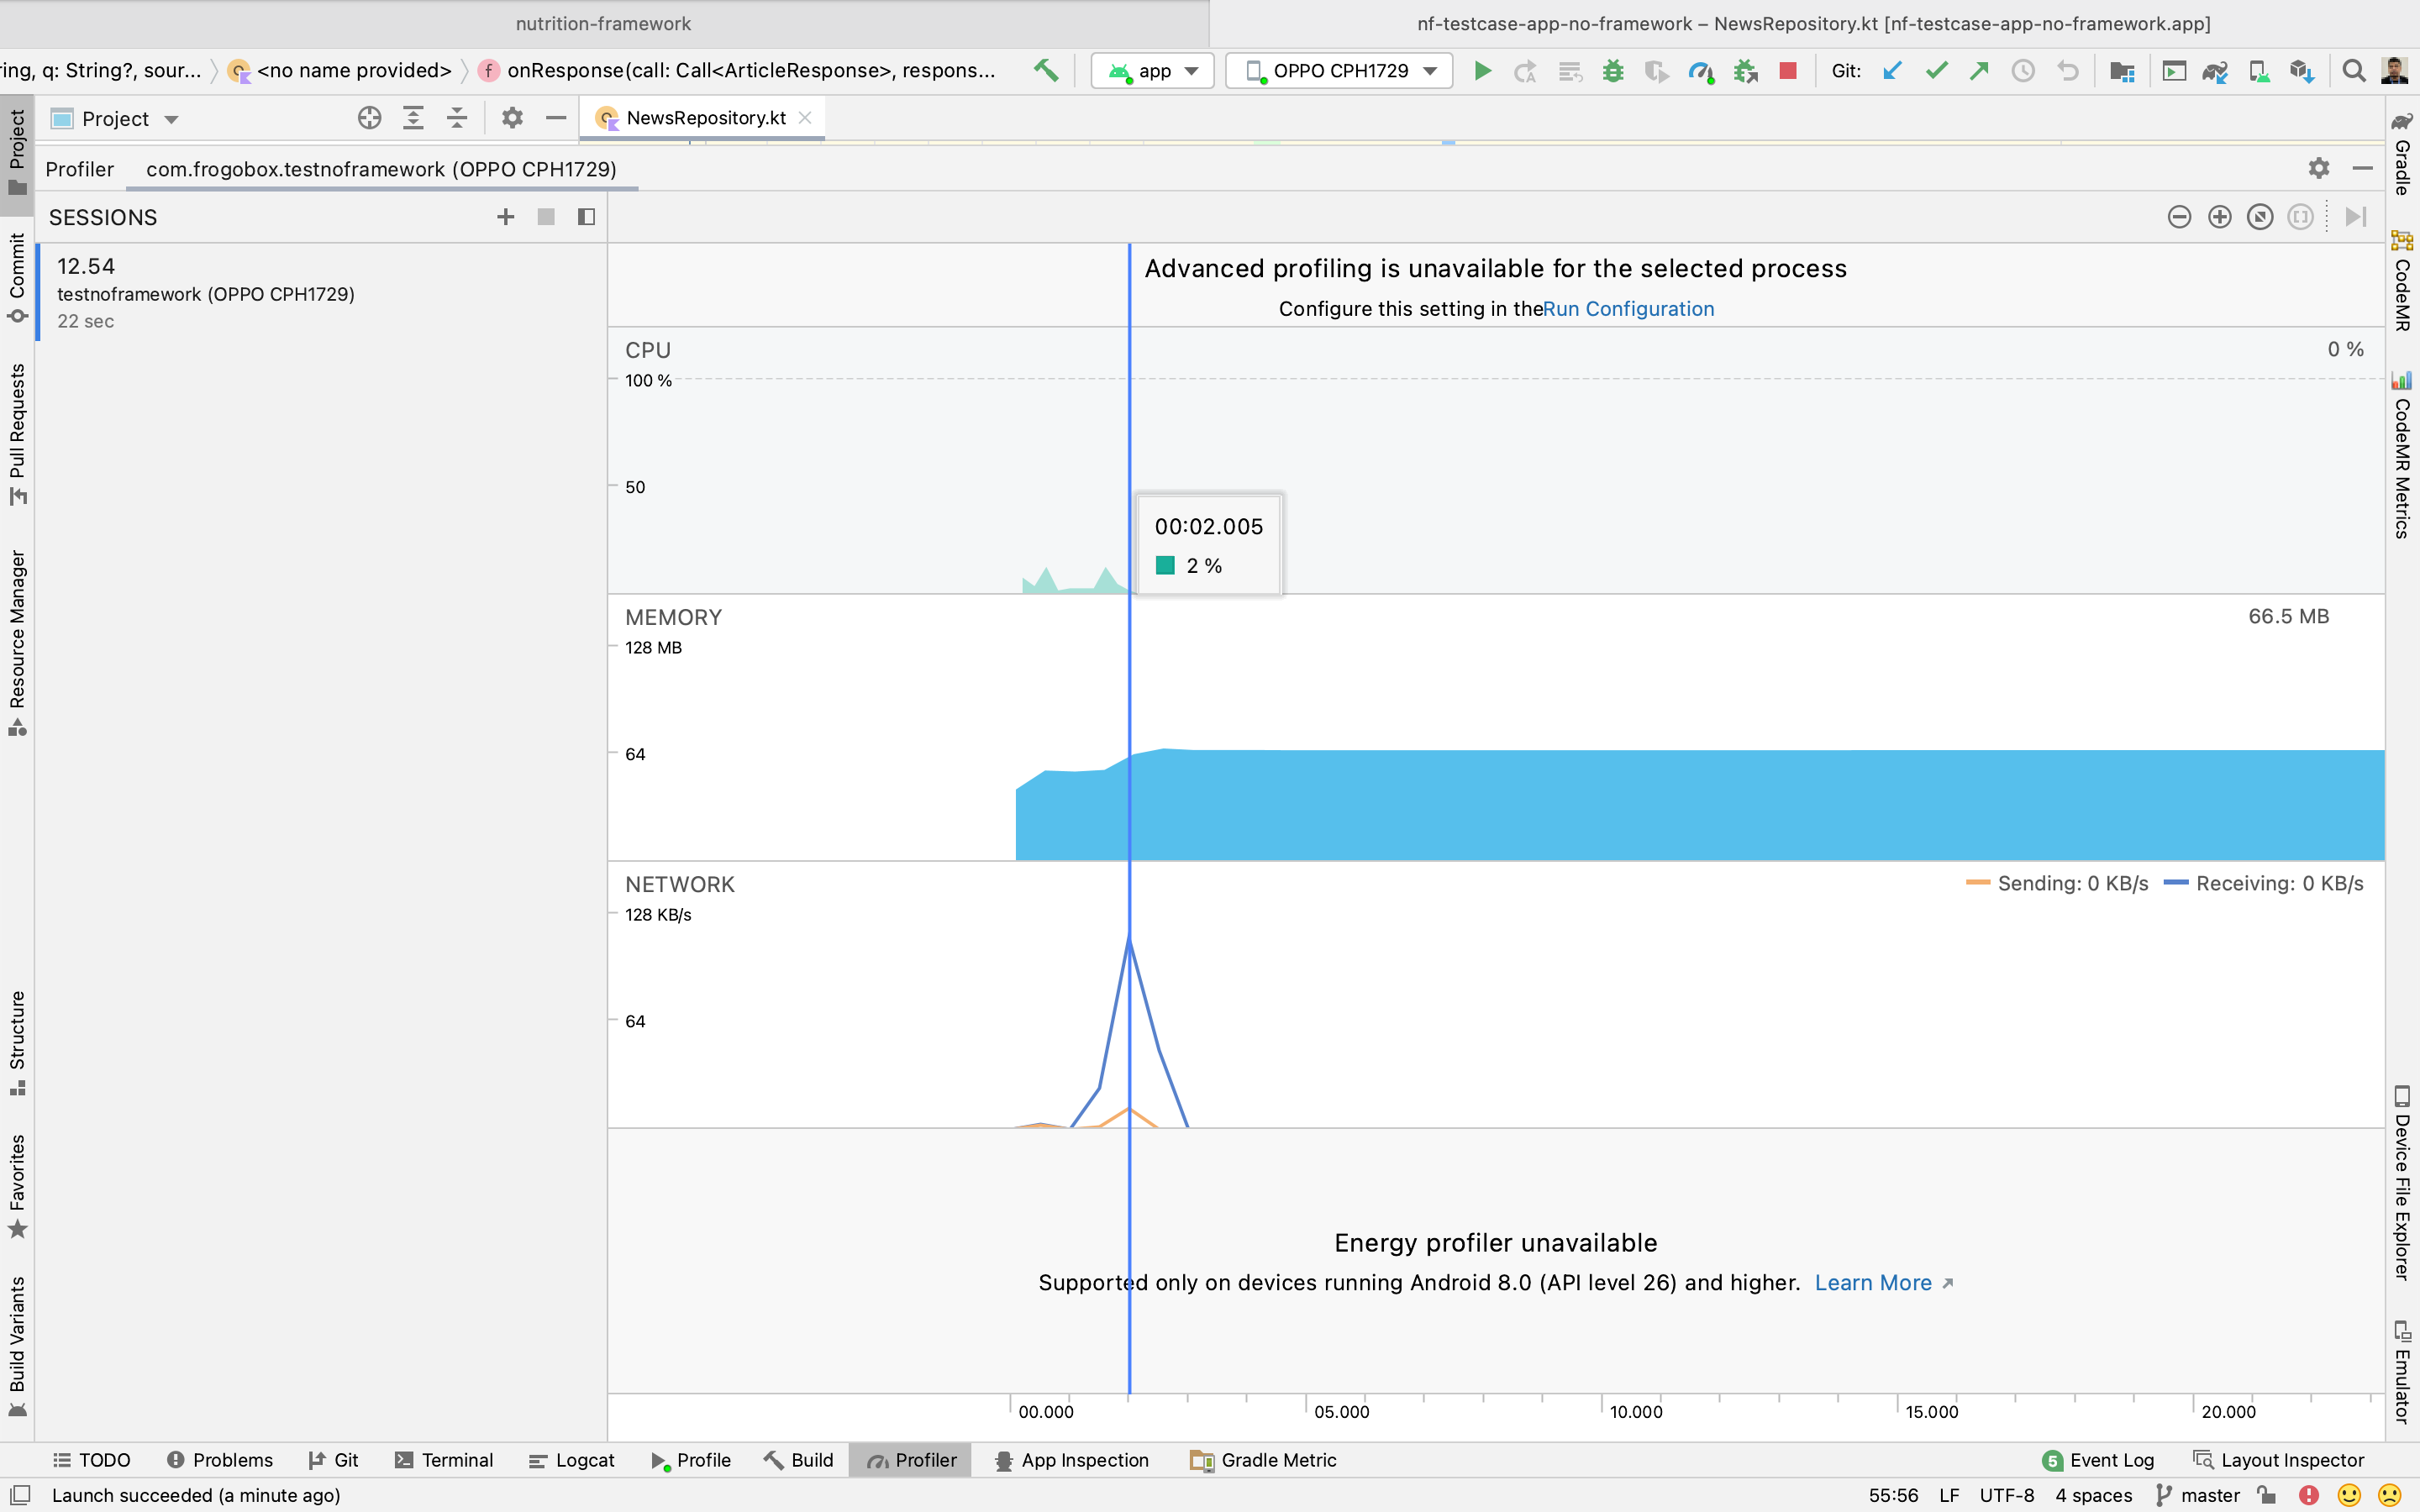 nutrition-framework
nf-testcase-app-no-framework – NewsRepository.kt [nf-testcase-app-no-framework.app]
ring, q: String?, sour...
<no name provided>
f
onResponse(call: Call<ArticleResponse>, respons...
app
OPPO CPH1729
Git:
Project
NewsRepository.kt
Profiler
com.frogobox.testnoframework (OPPO CPH1729)
SESSIONS
12.54
testnoframework (OPPO CPH1729)
22 sec
Advanced profiling is unavailable for the selected process
Configure this setting in theRun Configuration
CPU
0 %
100 %
50
00:02.005
2 %
MEMORY
66.5 MB
128 MB
64
NETWORK
Sending: 0 KB/s
Receiving: 0 KB/s
128 KB/s
64
Energy profiler unavailable
Supported only on devices running Android 8.0 (API level 26) and higher. Learn More
00.000
05.000
10.000
15.000
20.000
Project
Commit
Pull Requests
Resource Manager
Structure
Favorites
Build Variants
Gradle
CodeMR
CodeMR Metrics
Device File Explorer
Emulator
TODO
Problems
Git
Terminal
Logcat
Profile
Build
Profiler
App Inspection
Gradle Metric
5 Event Log
Layout Inspector
Launch succeeded (a minute ago)
55:56
LF
UTF-8
4 spaces
master